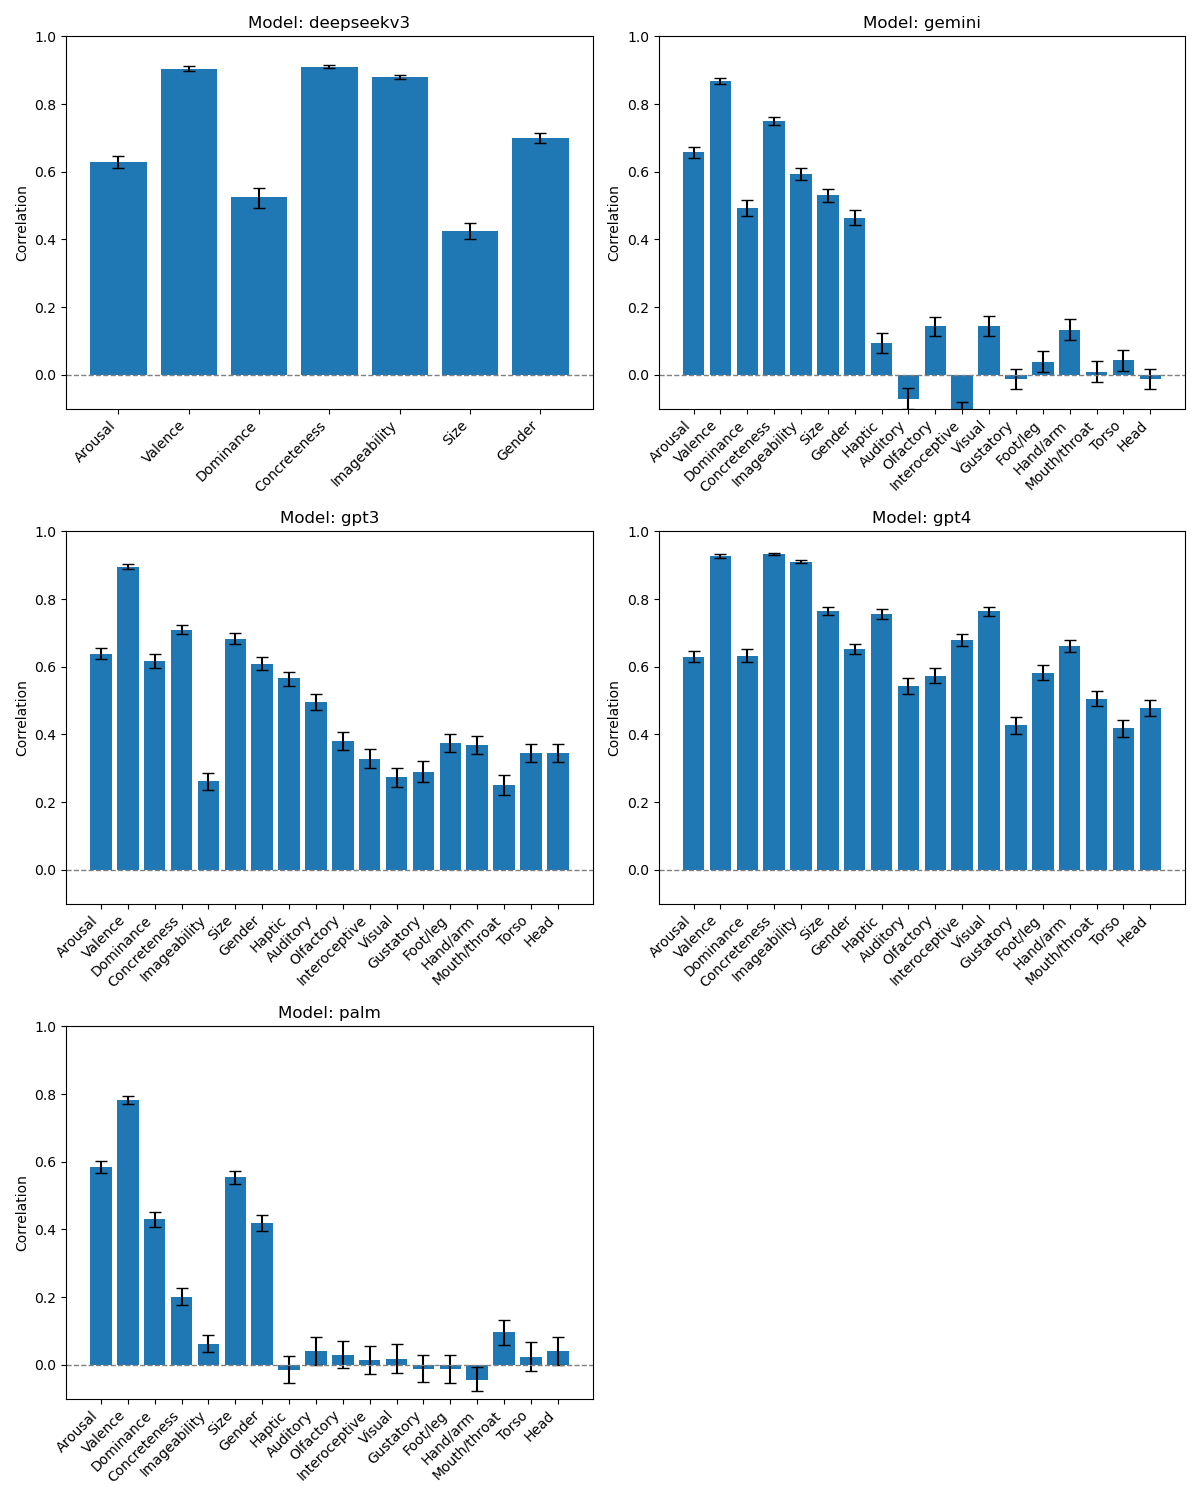 Model: deepseekv3
Correlation
1.0
0.8
0.6
0.4
0.2
0.0
Arousal
Valence
Dominance
Concreteness
Imageability
Size
Gender
Model: gemini
Correlation
1.0
0.8
0.6
0.4
0.2
0.0
Arousal
Valence
Dominance
Concreteness
Imageability
Size
Gender
Haptic
Auditory
Olfactory
Interoceptive
Visual
Gustatory
Foot/leg
Hand/arm
Mouth/throat
Torso
Head
Model: gpt3
Correlation
1.0
0.8
0.6
0.4
0.2
0.0
Arousal
Valence
Dominance
Concreteness
Imageability
Size
Gender
Haptic
Auditory
Olfactory
Interoceptive
Visual
Gustatory
Foot/leg
Hand/arm
Mouth/throat
Torso
Head
Model: gpt4
Correlation
1.0
0.8
0.6
0.4
0.2
0.0
Arousal
Valence
Dominance
Concreteness
Imageability
Size
Gender
Haptic
Auditory
Olfactory
Interoceptive
Visual
Gustatory
Foot/leg
Hand/arm
Mouth/throat
Torso
Head
Model: palm
Correlation
1.0
0.8
0.6
0.4
0.2
0.0
Arousal
Valence
Dominance
Concreteness
Imageability
Size
Gender
Haptic
Auditory
Olfactory
Interoceptive
Visual
Gustatory
Foot/leg
Hand/arm
Mouth/throat
Torso
Head